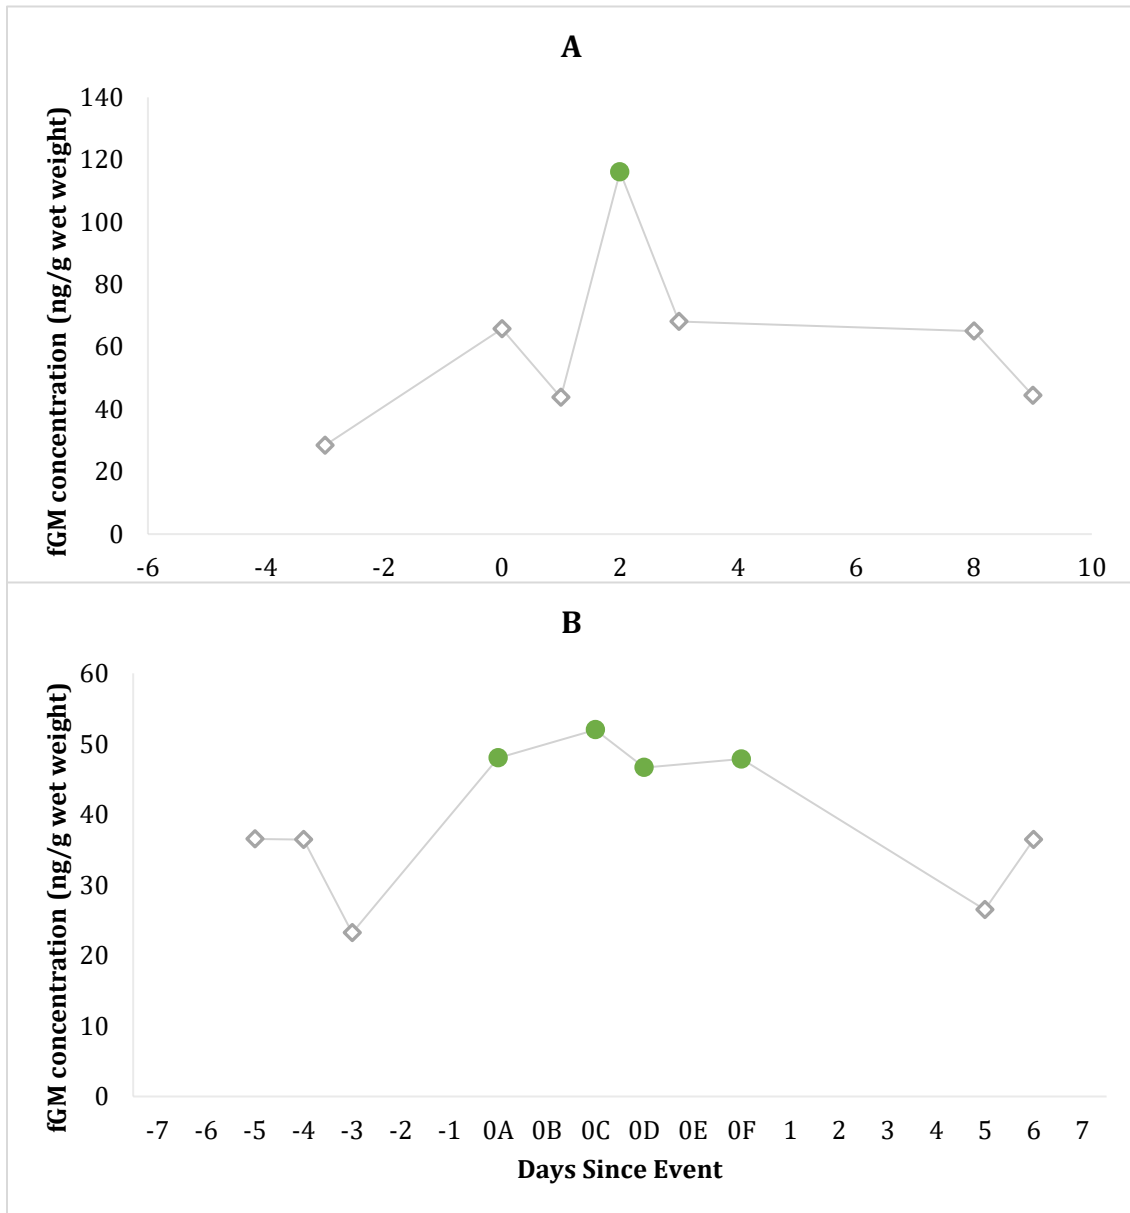 A
fGM concentration (ng/g wet weight)
140
120
100
80
60
40
20
0
-6 -4 -2 0 2 4 6 8 10
B
fGM concentration (ng/g wet weight)
60
50
40
30
20
10
0
-7 -6 -5 -4 -3 -2 -1 0A 0B 0C 0D 0E 0F 1 2 3 4 5 6 7
Days Since Event